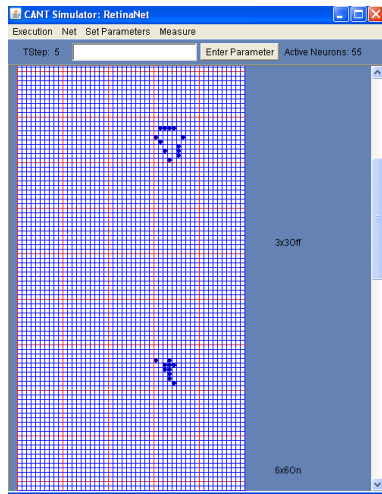 CANT Simulator: RetinaNet
Execution Net Set Parameters Measure
TStep: 5 Enter Parameter Active Neurons: 55
3x3Off
6x6On